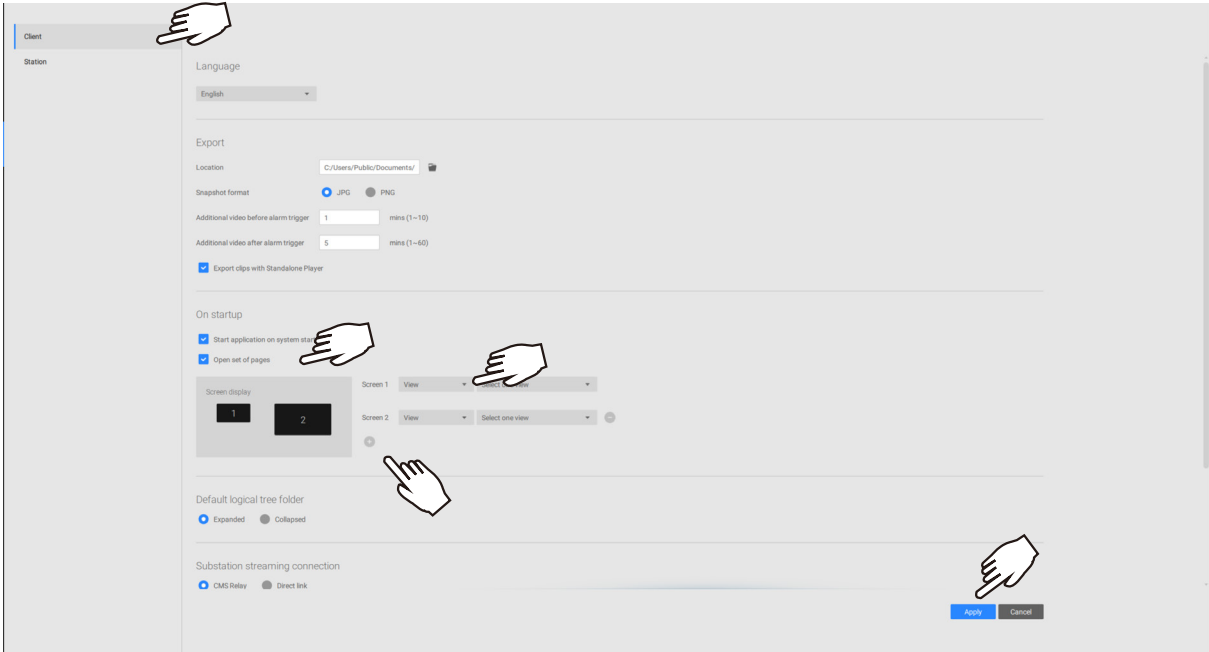 Client
Station
Language
English
Export
Location C:/Users/Public/Documents/
Snapshot format JPG PNG
Additional video before alarm trigger 1 mins (1~10)
Additional video after alarm trigger 5 mins (1~60)
Export clips with Standalone Player
On startup
Start application on system
Open set of pages
Screen display
1
2
Screen 1 View view
Screen 2 View Select one view
Default logical tree folder
Expanded Collapsed
Substation streaming connection
CMS Relay Direct link
Apply Cancel